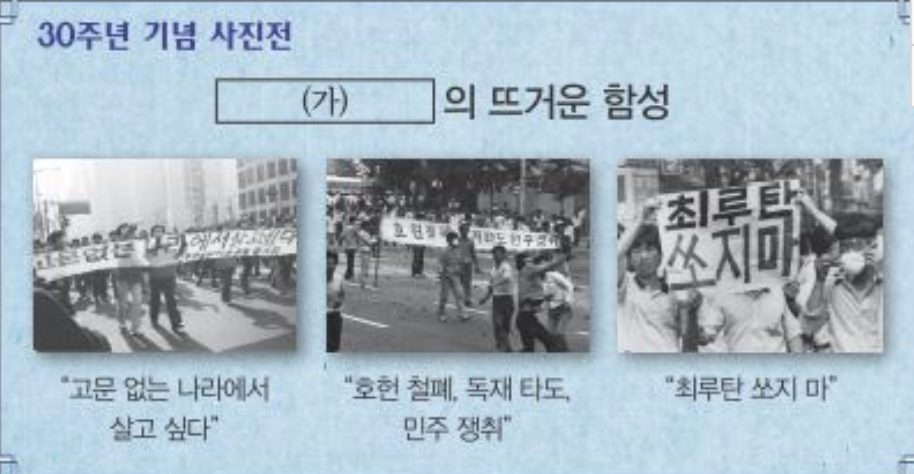 30주년 기념 사진전
(가) 의 뜨거운 함성
최루탄
쏘지마
"고문 없는 나라에서
살고 싶다"
"호헌 철폐, 독재 타도,
민주 쟁취"
"최루탄 쏘지 마"